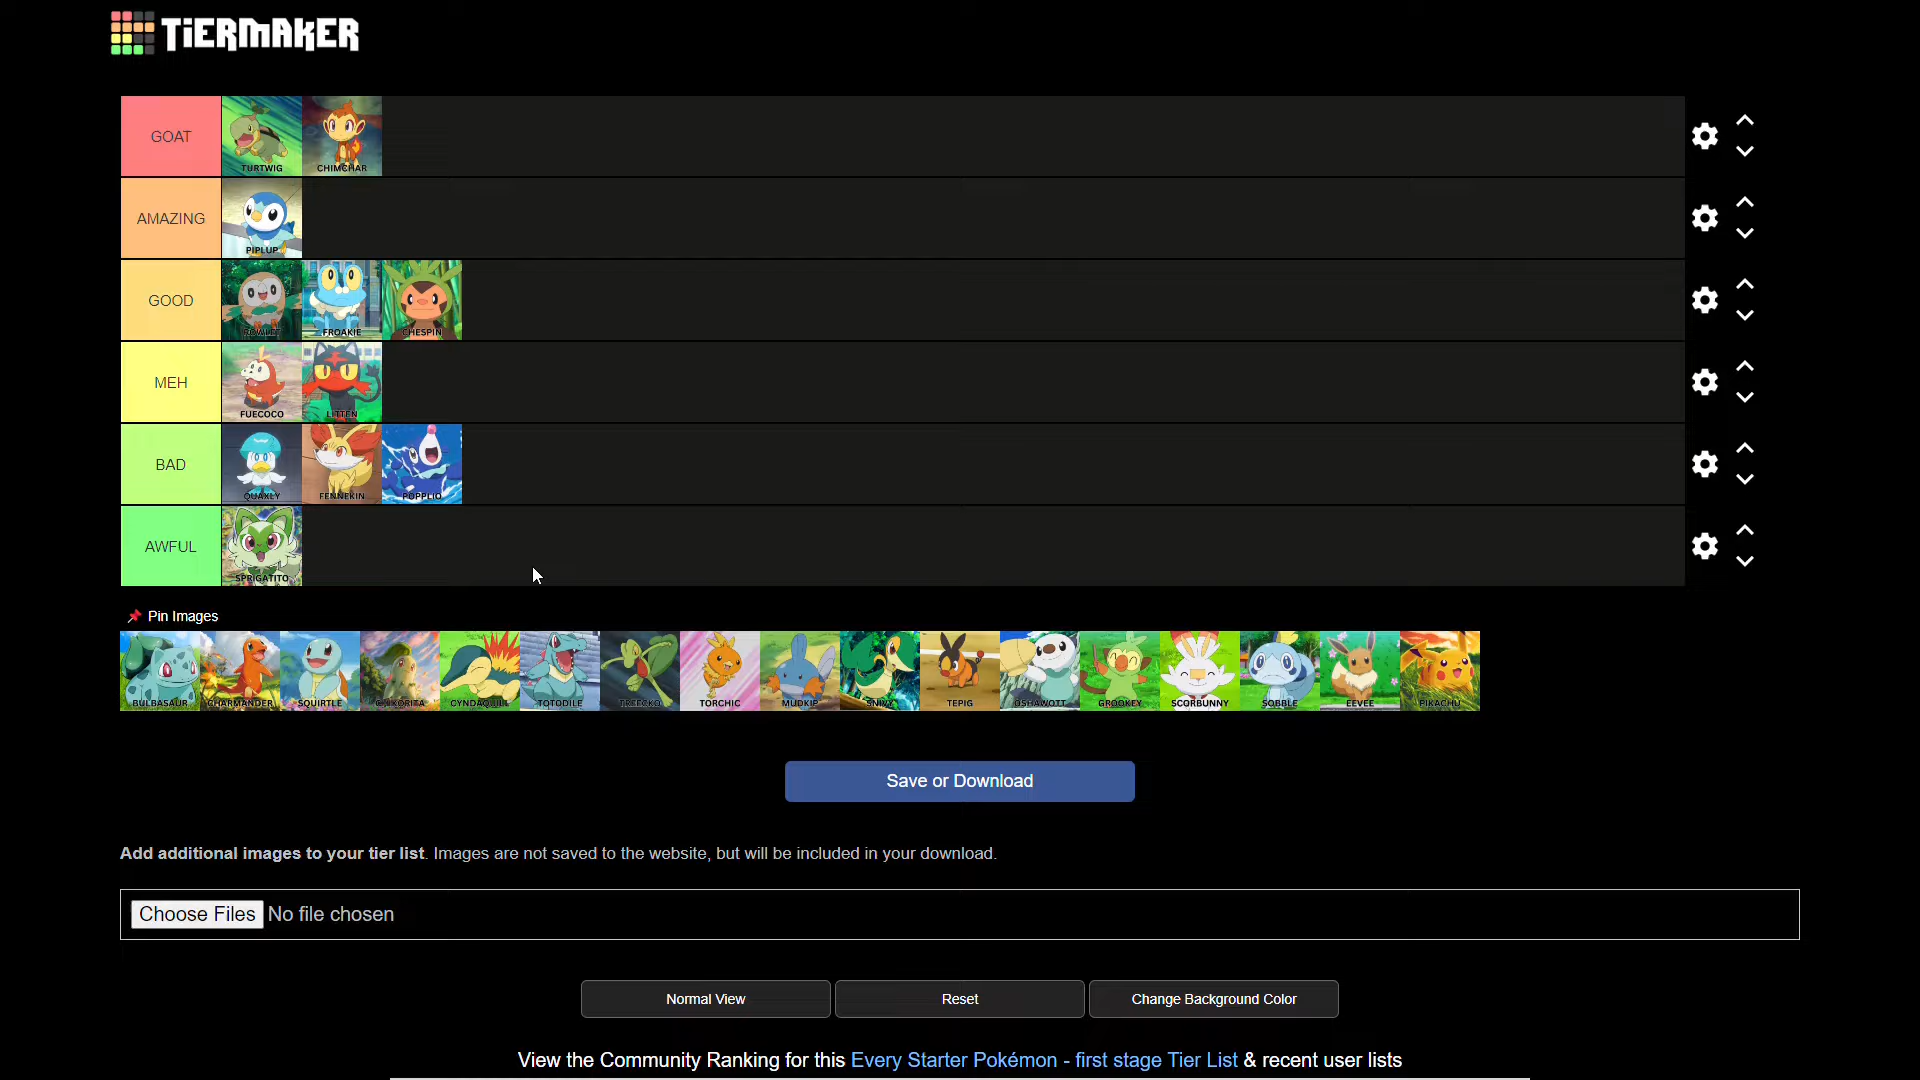 TiERMAKER
GOAT
TURTWIG
CHIMCHAR
AMAZING
PIPLUP
GOOD
ROWLET
FROAKIE
CHESPIN
MEH
FUECOCO
LITTEN
BAD
QUAXLY
FENNEKIN
POPPLIO
AWFUL
SPRIGATITO
Pin Images
BULBASAUR
CHARMANDER
SQUIRTLE
CHIKORITA
CYNDAQUIL
TOTODILE
TREECKO
TORCHIC
MUDKIP
SNIVY
TEPIG
OSHAWOTT
GROOKEY
SCORBUNNY
SOBBLE
EEVEE
PIKACHU
Save or Download
Add additional images to your tier list. Images are not saved to the website, but will be included in your download.
Choose Files No file chosen
Normal View
Reset
Change Background Color
View the Community Ranking for this Every Starter Pokémon - first stage Tier List & recent user lists